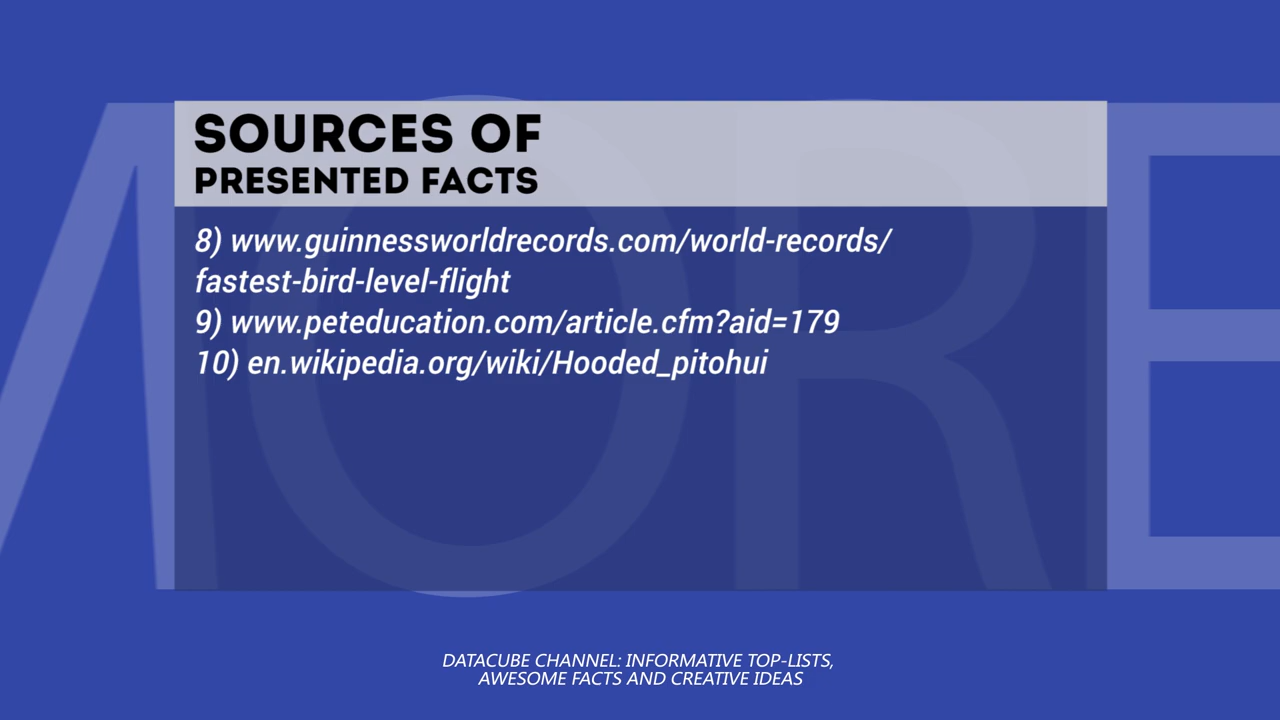 MORE
SOURCES OF
PRESENTED FACTS
8) www.guinnessworldrecords.com/world-records/
fastest-bird-level-flight
9) www.peteducation.com/article.cfm?aid=179
10) en.wikipedia.org/wiki/Hooded_pitohui
DATACUBE CHANNEL: INFORMATIVE TOP-LISTS,
AWESOME FACTS AND CREATIVE IDEAS